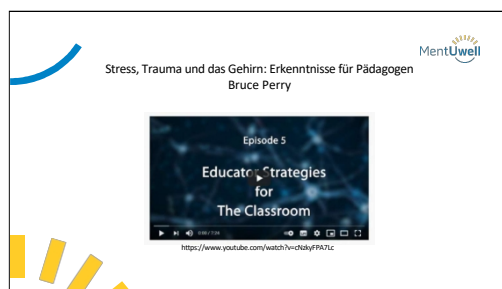 MentUwell
Stress, Trauma und das Gehirn: Erkenntnisse für Pädagogen
Bruce Perry
Episode 5
Educator Strategies
for
The Classroom
https://www.youtube.com/watch?v=cNzkyFPA7Lc